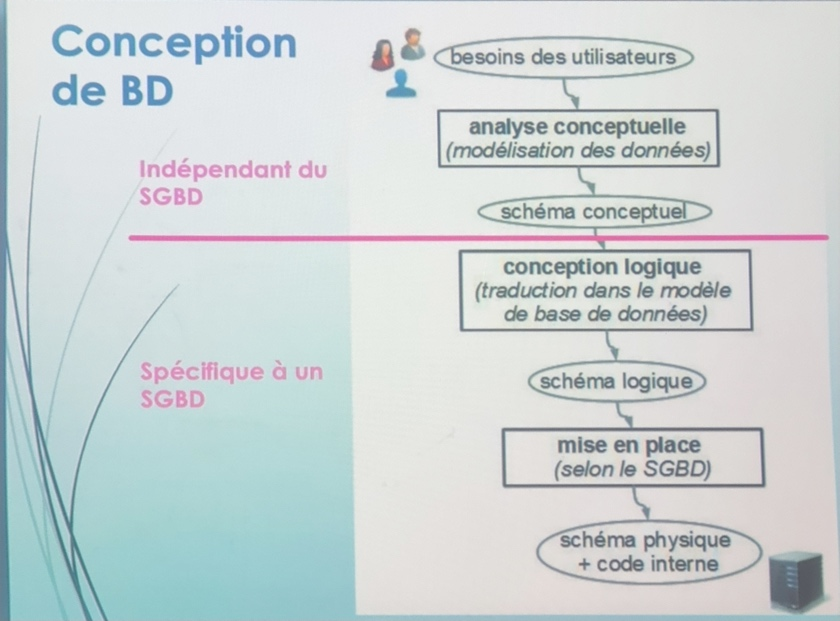 Conception
de BD
besoins des utilisateurs
analyse conceptuelle
(modélisation des données)
Indépendant du
SGBD
schéma conceptuel
conception logique
(traduction dans le modèle
de base de données)
Spécifique à un
SGBD
schéma logique
mise en place
(selon le SGBD)
schéma physique
+ code interne